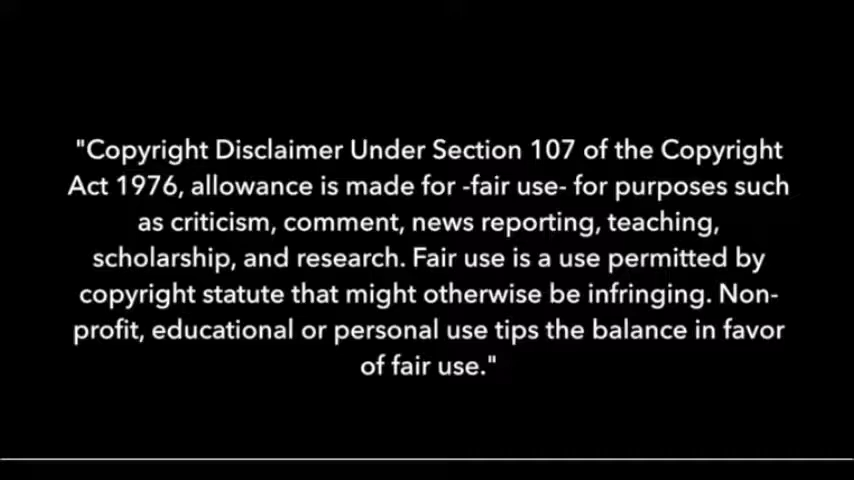 "Copyright Disclaimer Under Section 107 of the Copyright
Act 1976, allowance is made for -fair use- for purposes such
as criticism, comment, news reporting, teaching,
scholarship, and research. Fair use is a use permitted by
copyright statute that might otherwise be infringing. Non-
profit, educational or personal use tips the balance in favor
of fair use."